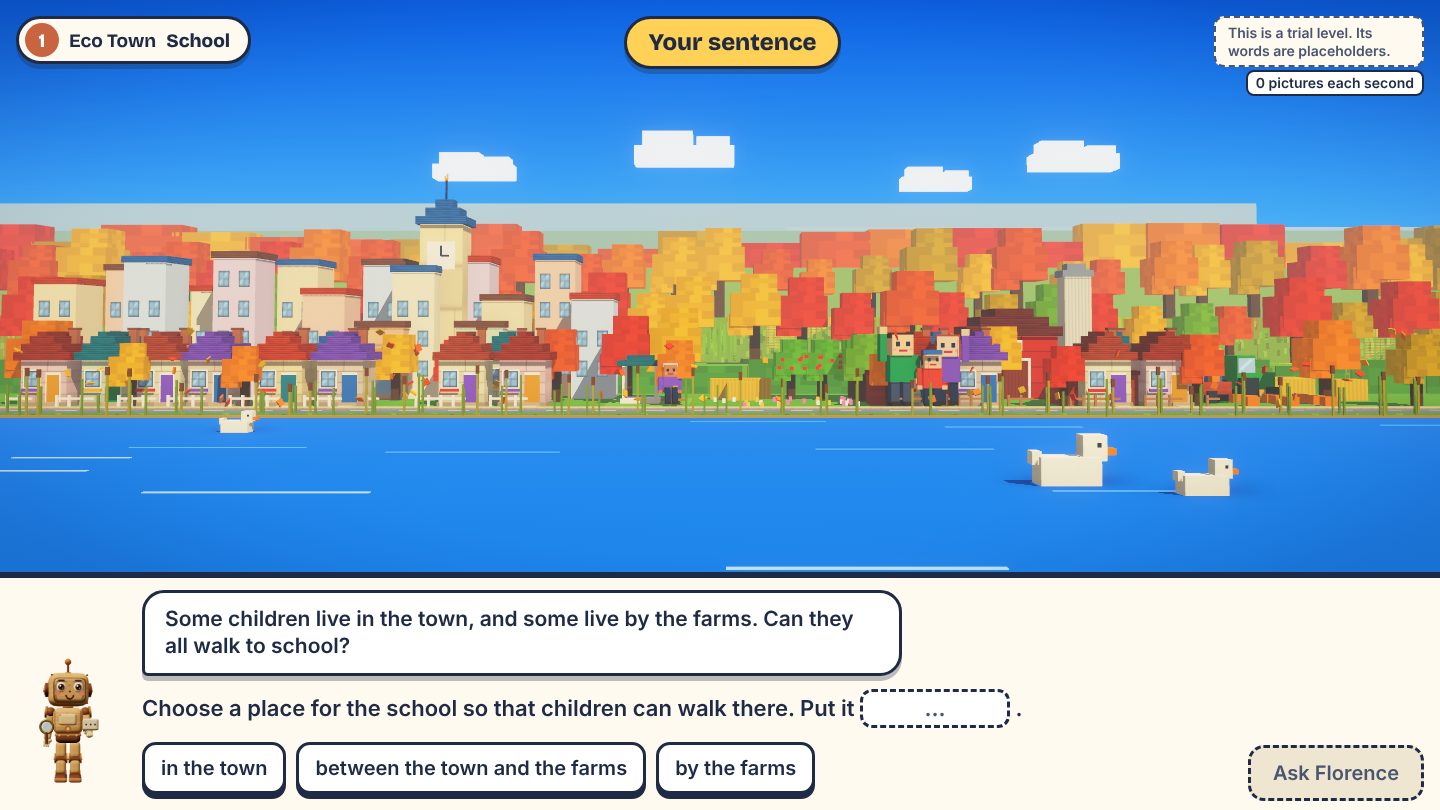 1 Eco Town School
Your sentence
This is a trial level. Its
words are placeholders.
0 pictures each second
Some children live in the town, and some live by the farms. Can they
all walk to school?
Choose a place for the school so that children can walk there. Put it ... .
in the town
between the town and the farms
by the farms
Ask Florence